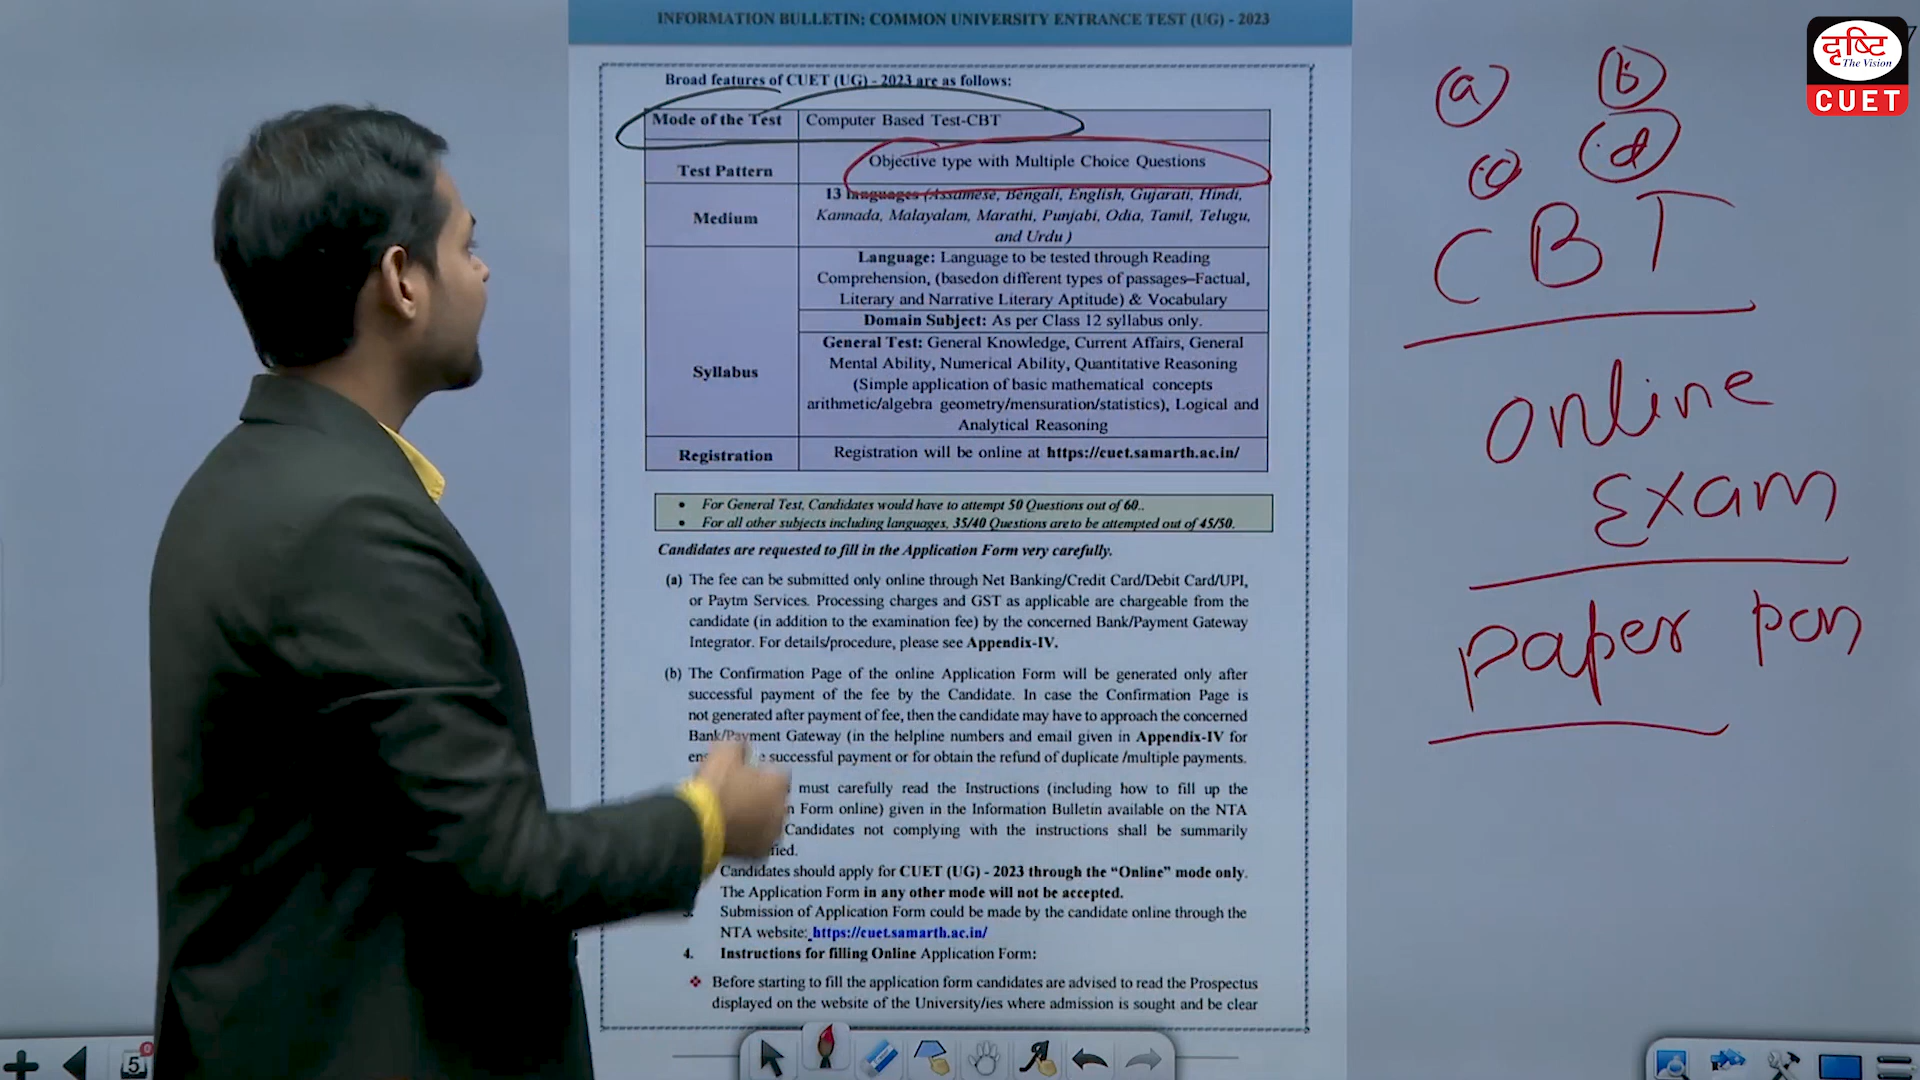 INFORMATION BULLETIN: COMMON UNIVERSITY ENTRANCE TEST (UG) - 2023
Broad features of CUET (UG) - 2023 are as follows:
Mode of the Test Computer Based Test-CBT
Test Pattern Objective type with Multiple Choice Questions
Medium 13 languages (Assamese, Bengali, English, Gujarati, Hindi,
Kannada, Malayalam, Marathi, Punjabi, Odia, Tamil, Telugu,
and Urdu )
Syllabus
Language: Language to be tested through Reading
Comprehension, (basedon different types of passages–Factual,
Literary and Narrative Literary Aptitude) & Vocabulary
Domain Subject: As per Class 12 syllabus only.
General Test: General Knowledge, Current Affairs, General
Mental Ability, Numerical Ability, Quantitative Reasoning
(Simple application of basic mathematical concepts
arithmetic/algebra geometry/mensuration/statistics), Logical and
Analytical Reasoning
Registration Registration will be online at https://cuet.samarth.ac.in/
• For General Test, Candidates would have to attempt 50 Questions out of 60..
• For all other subjects including languages, 35/40 Questions areto be attempted out of 45/50.
Candidates are requested to fill in the Application Form very carefully.
(a) The fee can be submitted only online through Net Banking/Credit Card/Debit Card/UPI,
or Paytm Services. Processing charges and GST as applicable are chargeable from the
candidate (in addition to the examination fee) by the concerned Bank/Payment Gateway
Integrator. For details/procedure, please see Appendix-IV.
(b) The Confirmation Page of the online Application Form will be generated only after
successful payment of the fee by the Candidate. In case the Confirmation Page is
not generated after payment of fee, then the candidate may have to approach the concerned
Bank/Payment Gateway (in the helpline numbers and email given in Appendix-IV for
successful payment or for obtain the refund of duplicate /multiple payments.
must carefully read the Instructions (including how to fill up the
Form online) given in the Information Bulletin available on the NTA
Candidates not complying with the instructions shall be summarily
Candidates should apply for CUET (UG) - 2023 through the “Online” mode only.
The Application Form in any other mode will not be accepted.
3. Submission of Application Form could be made by the candidate online through the
NTA website: https://cuet.samarth.ac.in/
4. Instructions for filling Online Application Form:
❖ Before starting to fill the application form candidates are advised to read the Prospectus
displayed on the website of the University/ies where admission is sought and be clear
(a) (b)
(c) (d)
CBT
online
Exam
paper pen
दृष्टि
The Vision
CUET
5
0